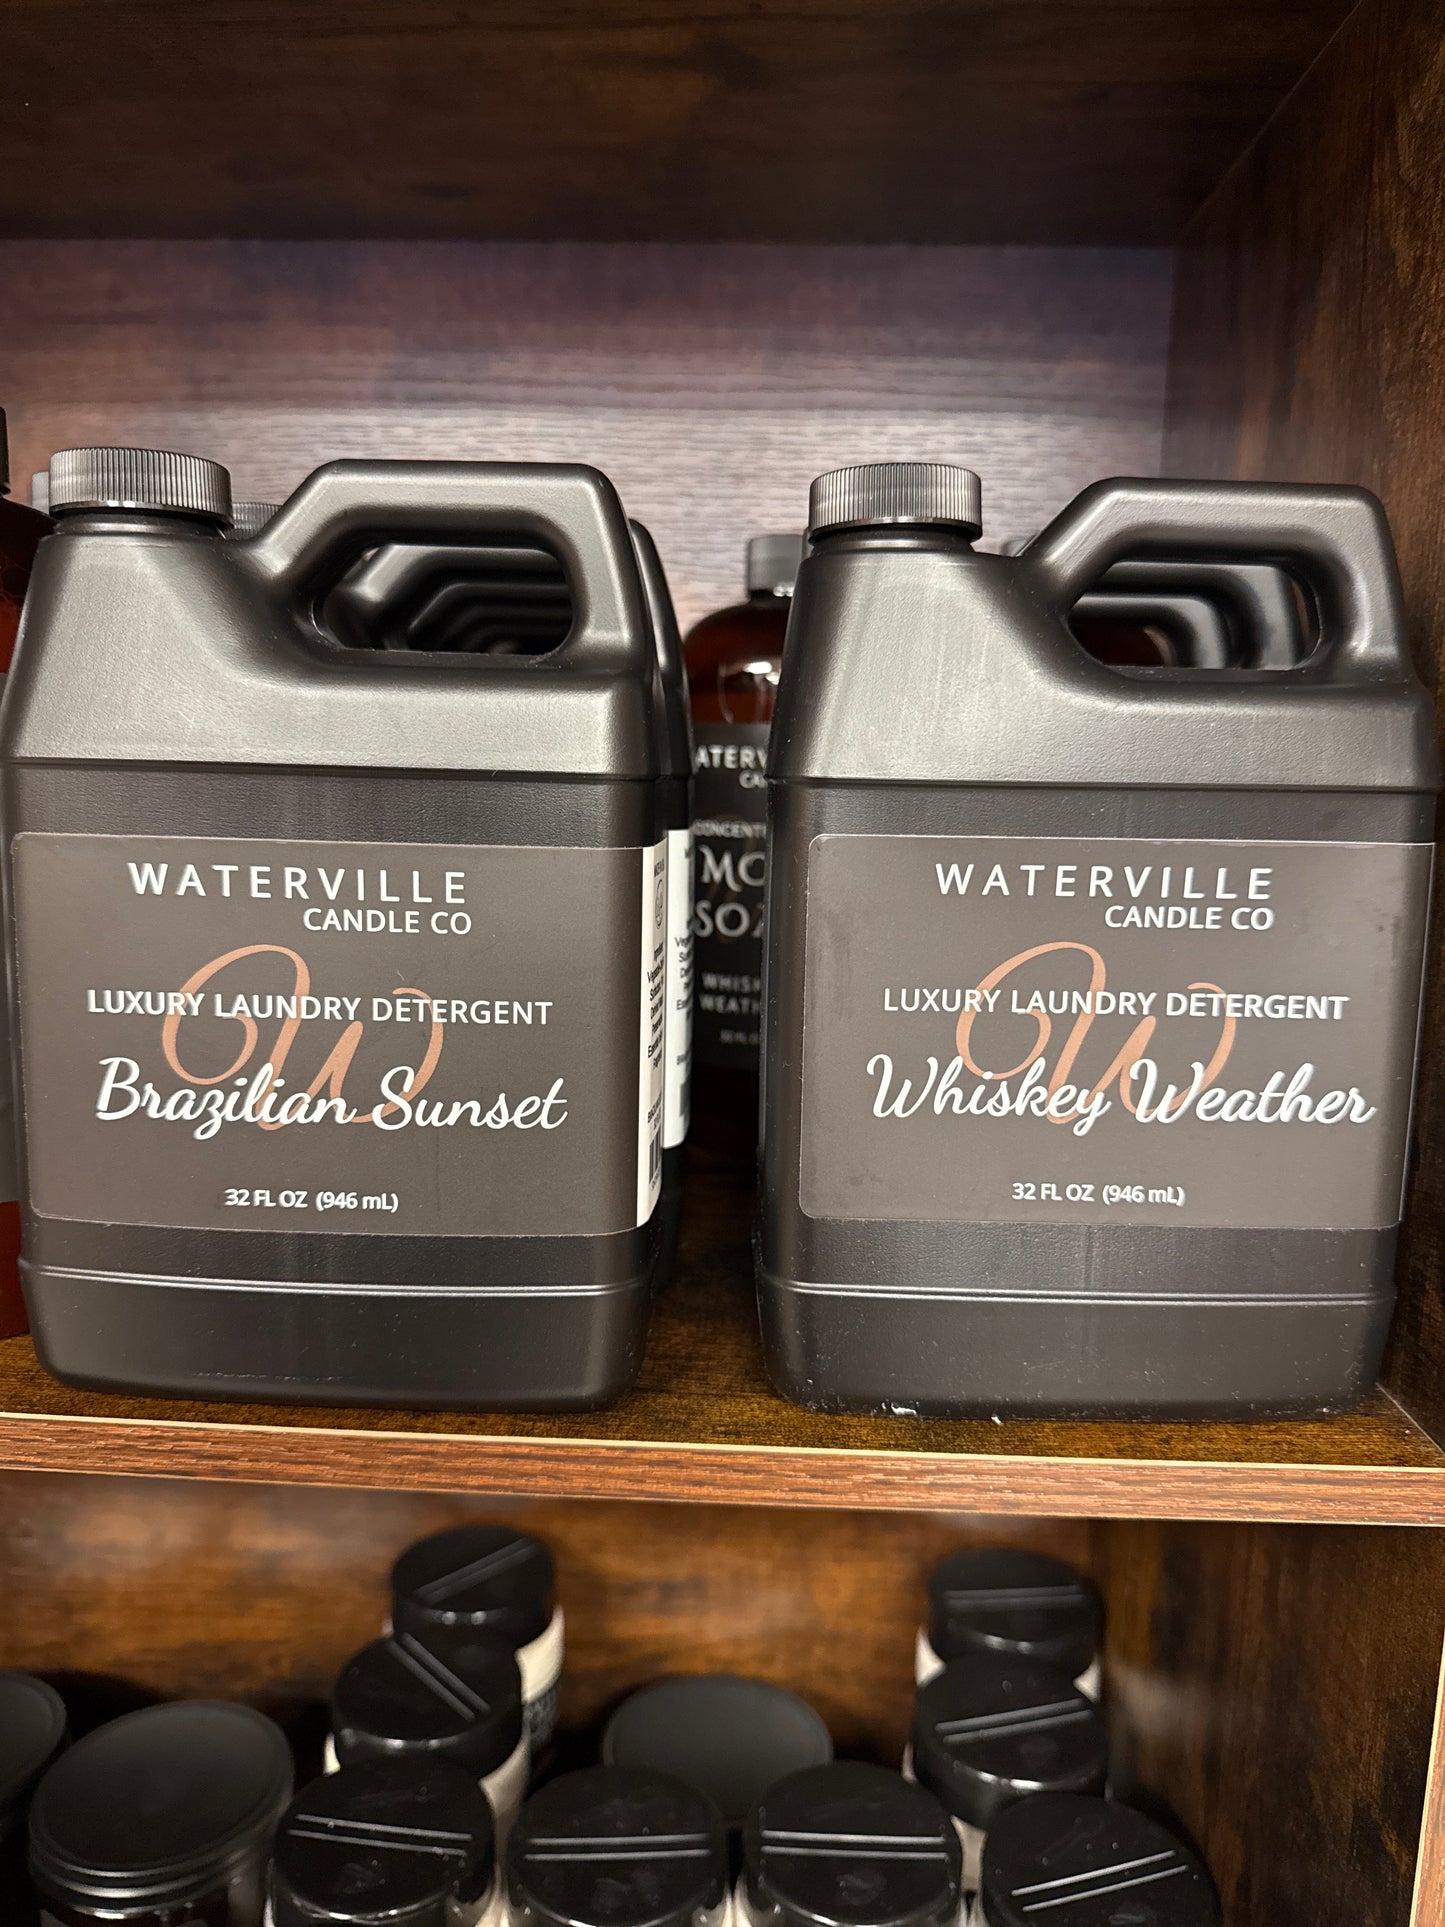 WATERVILLE
CANDLE CO
W
LUXURY LAUNDRY DETERGENT
Brazilian Sunset
32 FL OZ (946 mL)
WATERVILLE
CANDLE CO
W
LUXURY LAUNDRY DETERGENT
Whiskey Weather
32 FL OZ (946 mL)